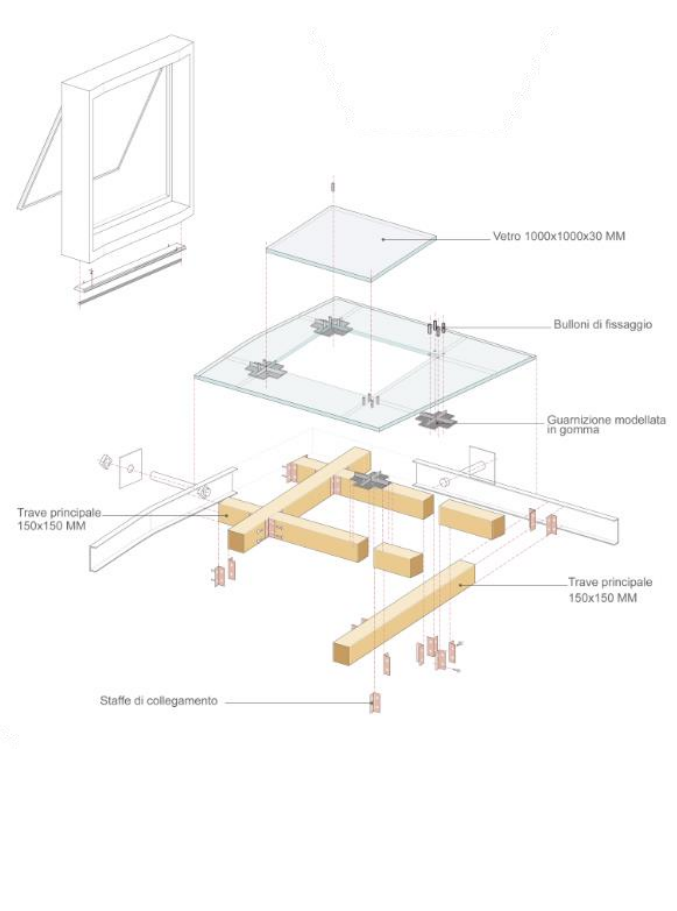 Vetro 1000x1000x30 MM
Bulloni di fissaggio
Guarnizione modellata
in gomma
Trave principale
150x150 MM
Trave principale
150x150 MM
Staffe di collegamento